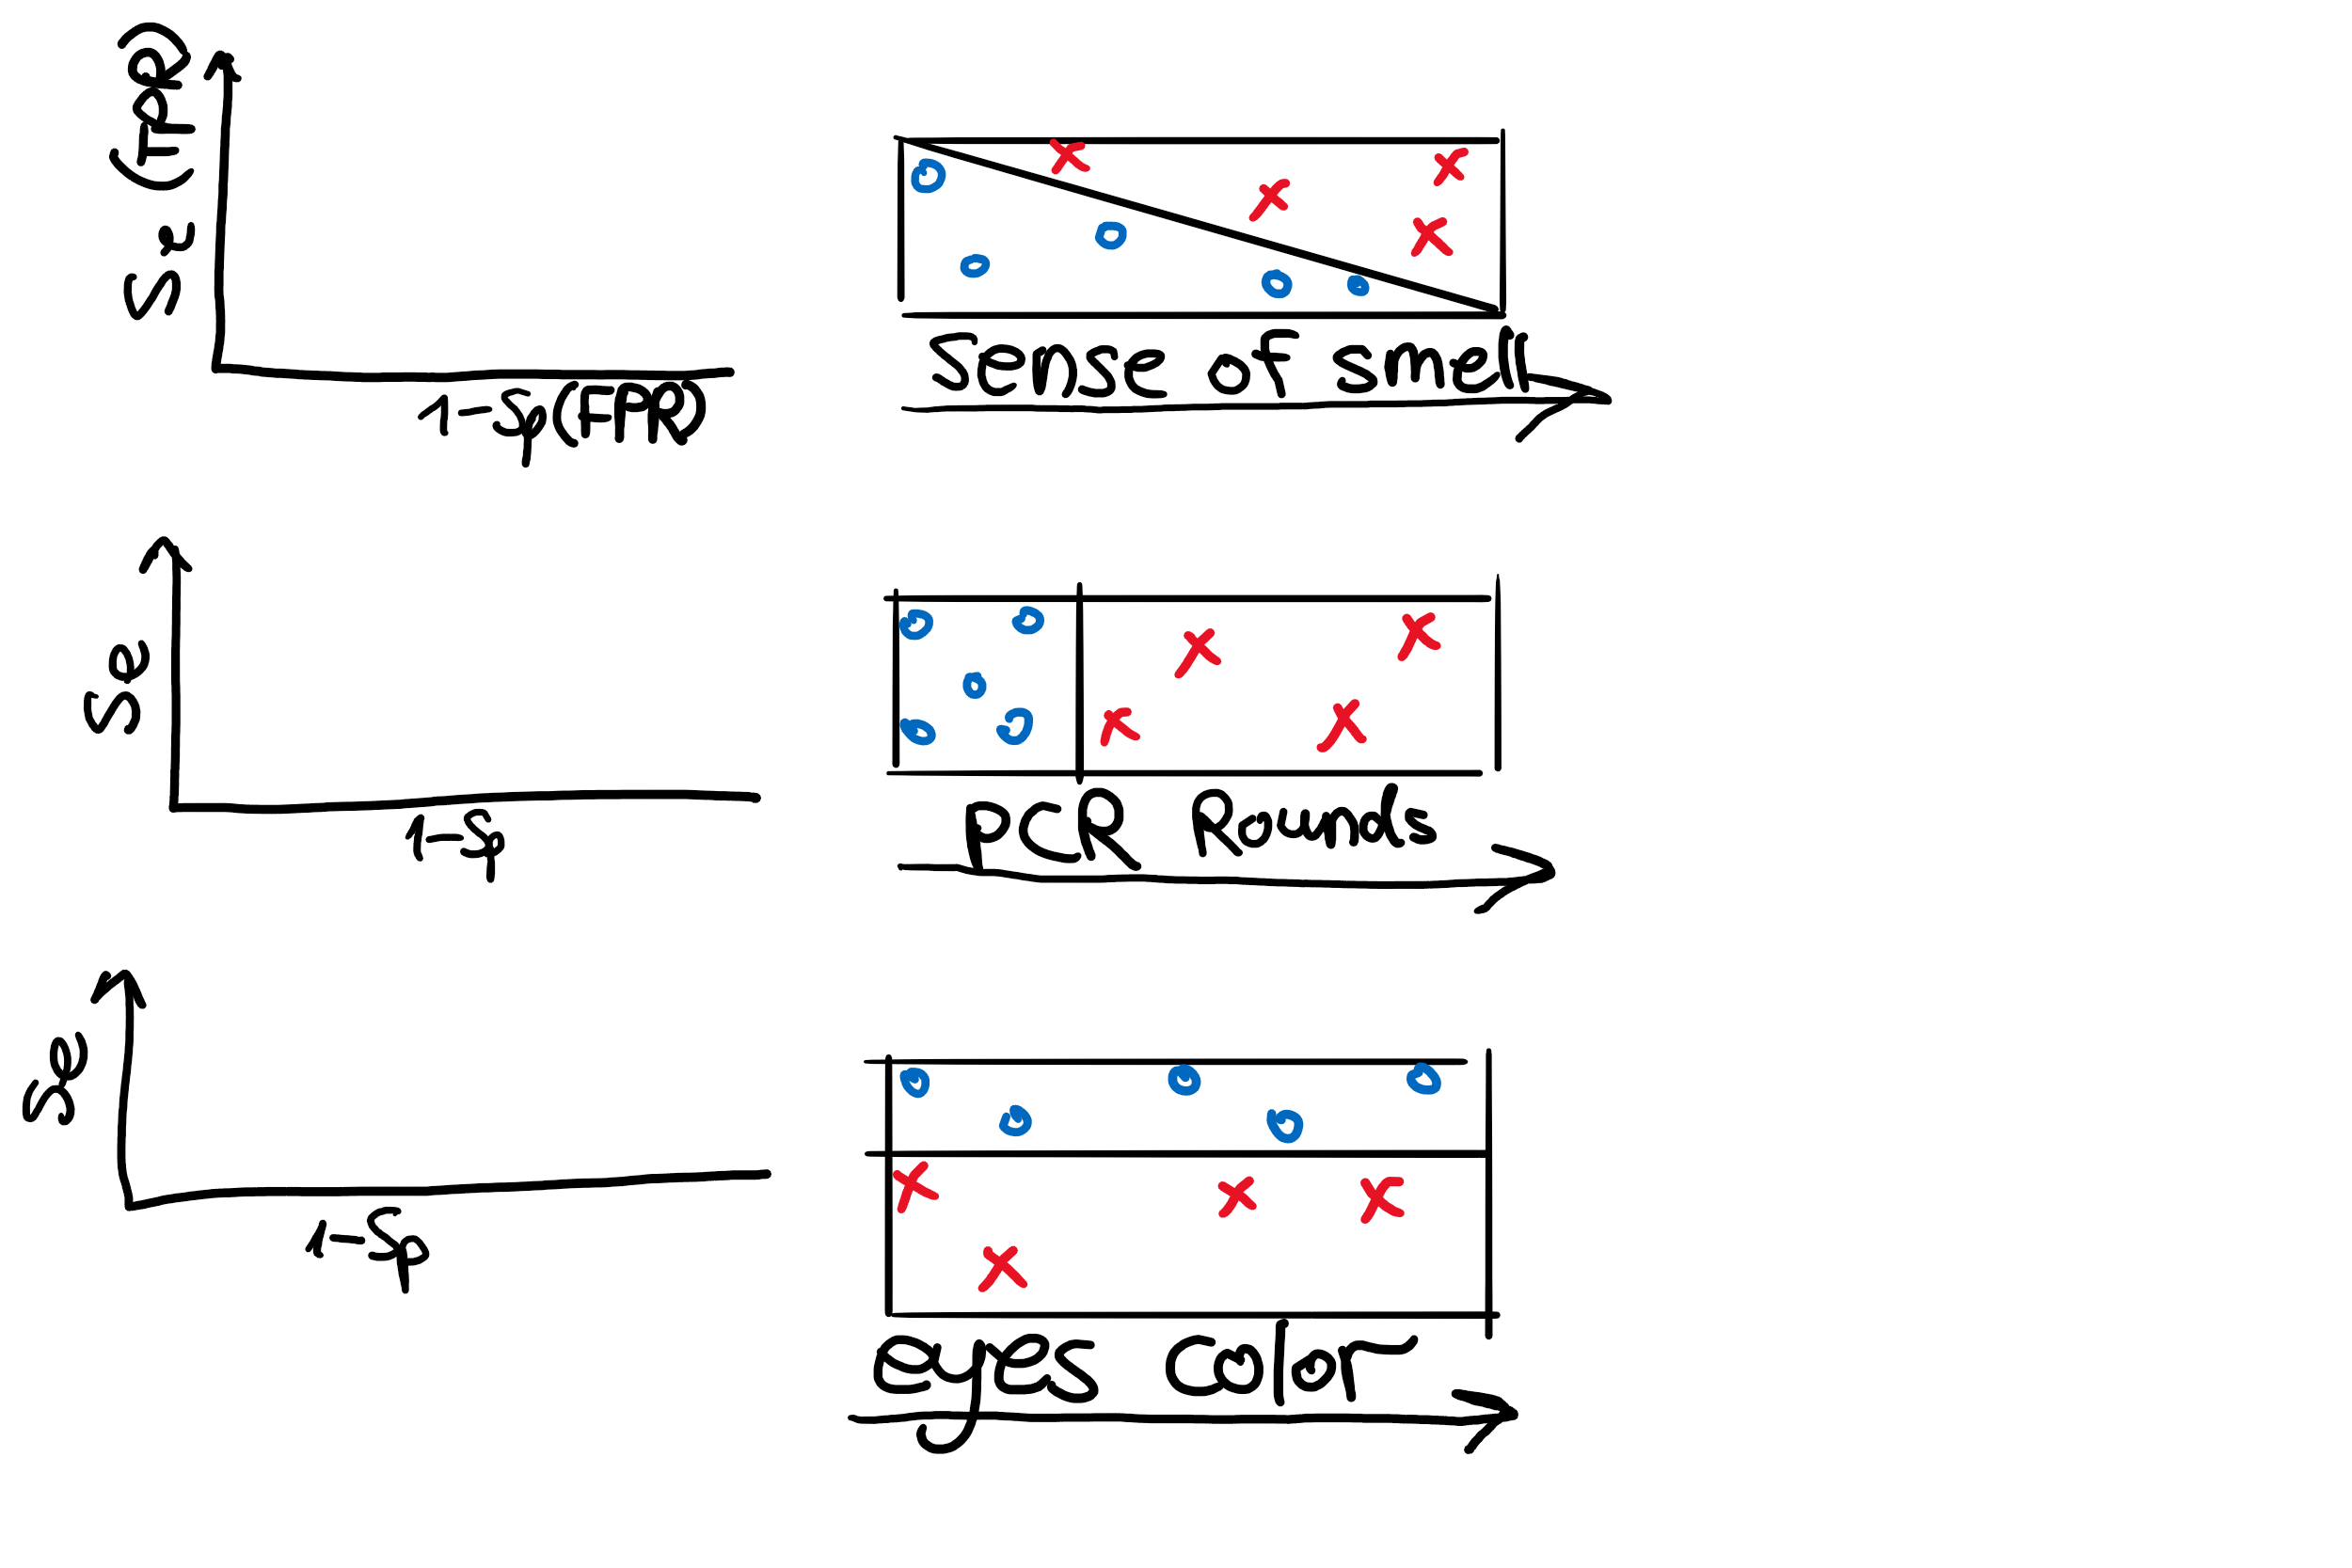 Se (TPR)
1-Sp(FPR)
Sense of smell
Se
1-Sp
PCR Rounds
Se
1-Sp
eyes color